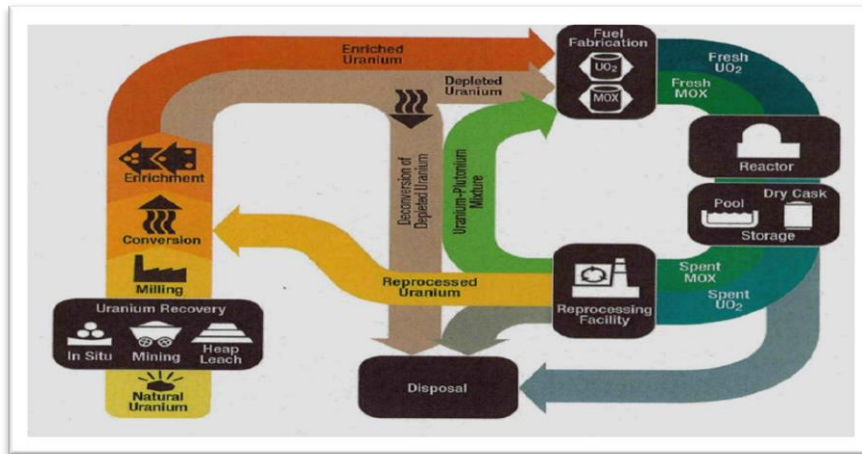 Enriched
Uranium
Depleted
Uranium
Fuel
Fabrication
UO₂
MOX
Fresh
UO₂
Fresh
MOX
Reactor
Pool
Dry Cask
Storage
Enrichment
Conversion
Milling
Uranium Recovery
In Situ
Mining
Heap
Leach
Natural
Uranium
Deconversion of
Depleted Uranium
Uranium-Plutonium
Mixture
Reprocessed
Uranium
Reprocessing
Facility
Spent
MOX
Spent
UO₂
Disposal